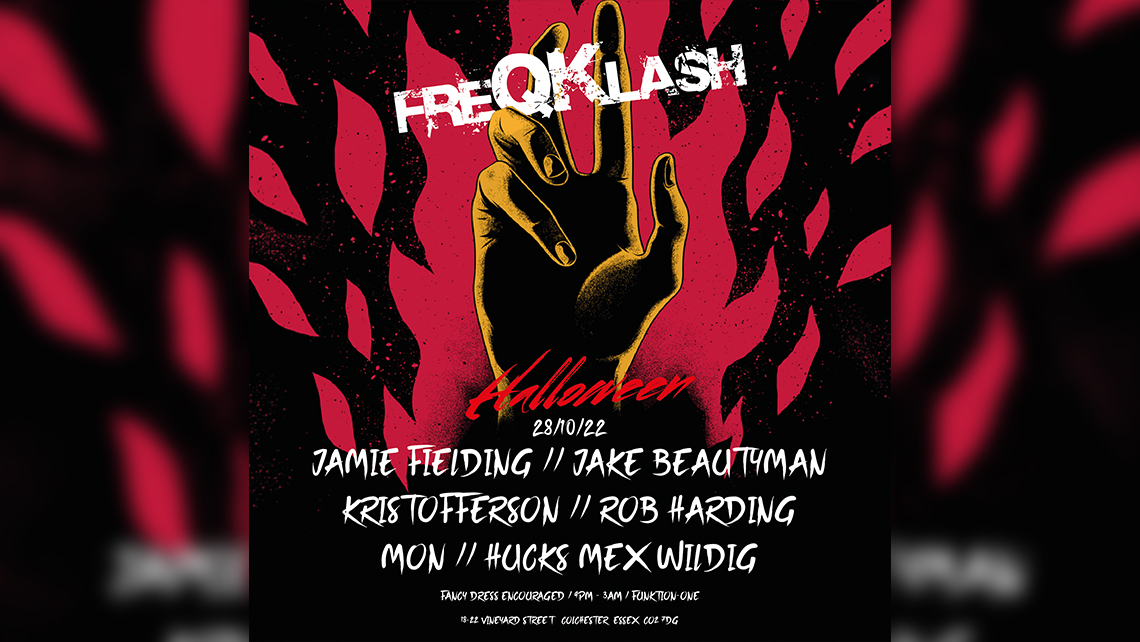 FREQKLASH
Halloween
28/10/22
JAMIE FIELDING // JAKE BEAUTYMAN
KRISTOFFERSON // ROB HARDING
MON // HUCKS MEX WILDIG
FANCY DRESS ENCOURAGED / 9PM - 3AM / FUNKTION-ONE
18-22 VINEYARD STREET COLCHESTER ESSEX CO2 7DG